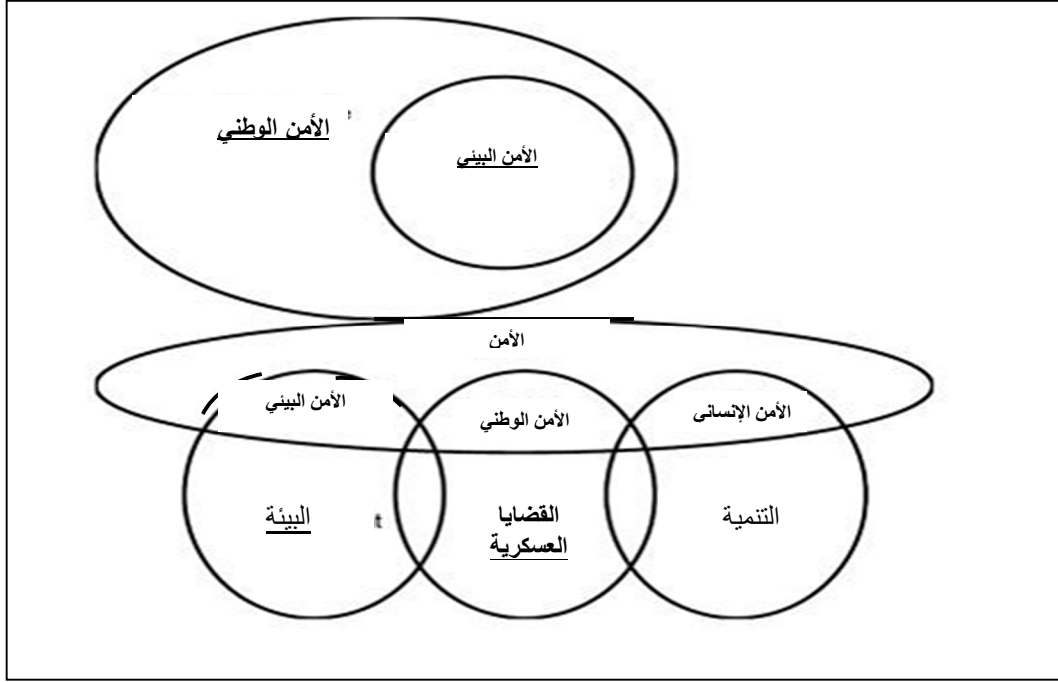 الأمن الوطني
الأمن البيئي
الأمن
الأمن البيئي
الأمن الوطني
الأمن الإنسانى
البيئة
t
القضايا
العسكرية
التنمية